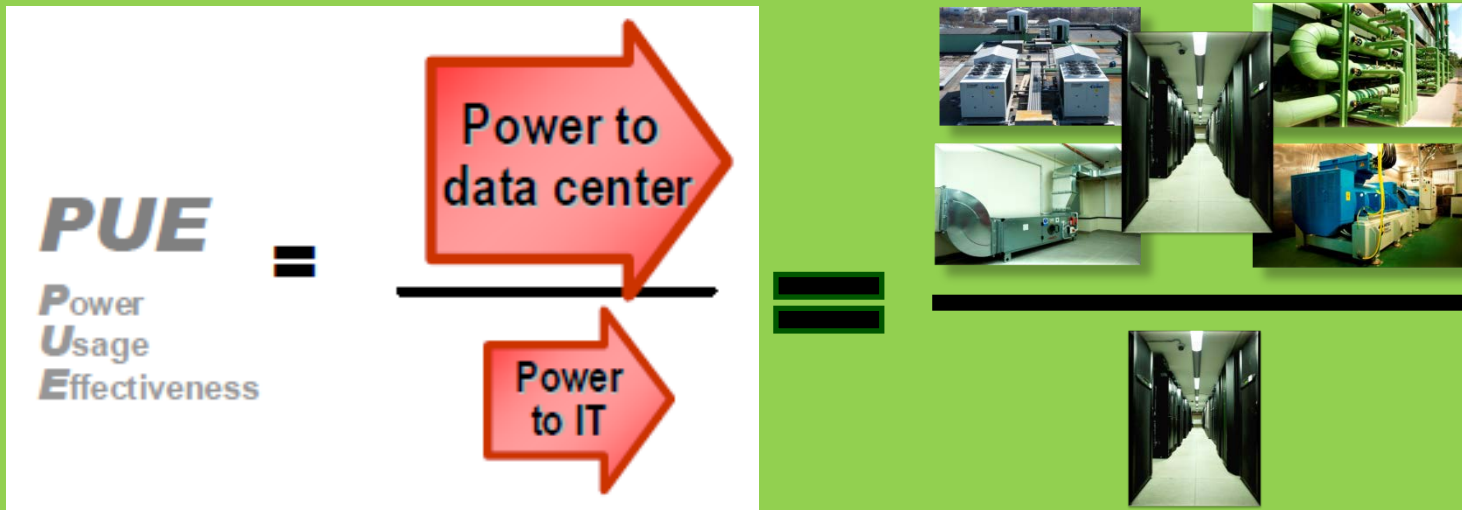 PUE
Power
Usage
Effectiveness
=
Power to
data center
Power
to IT
=